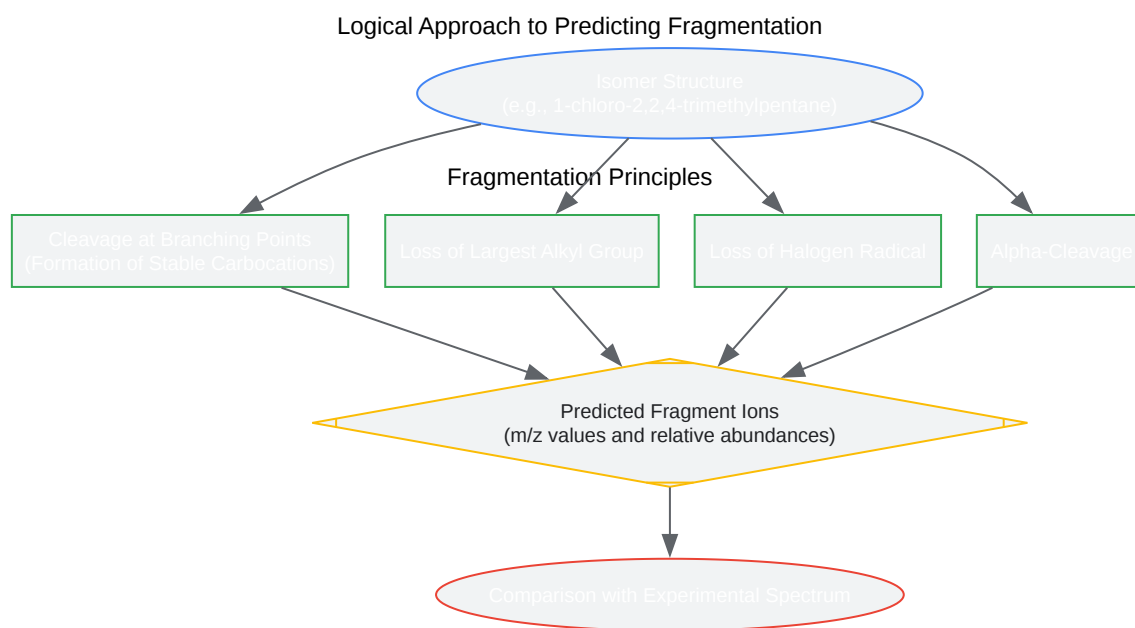 Logical Approach to Predicting Fragmentation
Isomer Structure
(e.g., 1-chloro-2,2,4-trimethylpentane)
Fragmentation Principles
Cleavage at Branching Points
(Formation of Stable Carbocations)
Loss of Largest Alkyl Group
Loss of Halogen Radical
Alpha-Cleavage
Predicted Fragment Ions
(m/z values and relative abundances)
Comparison with Experimental Spectrum